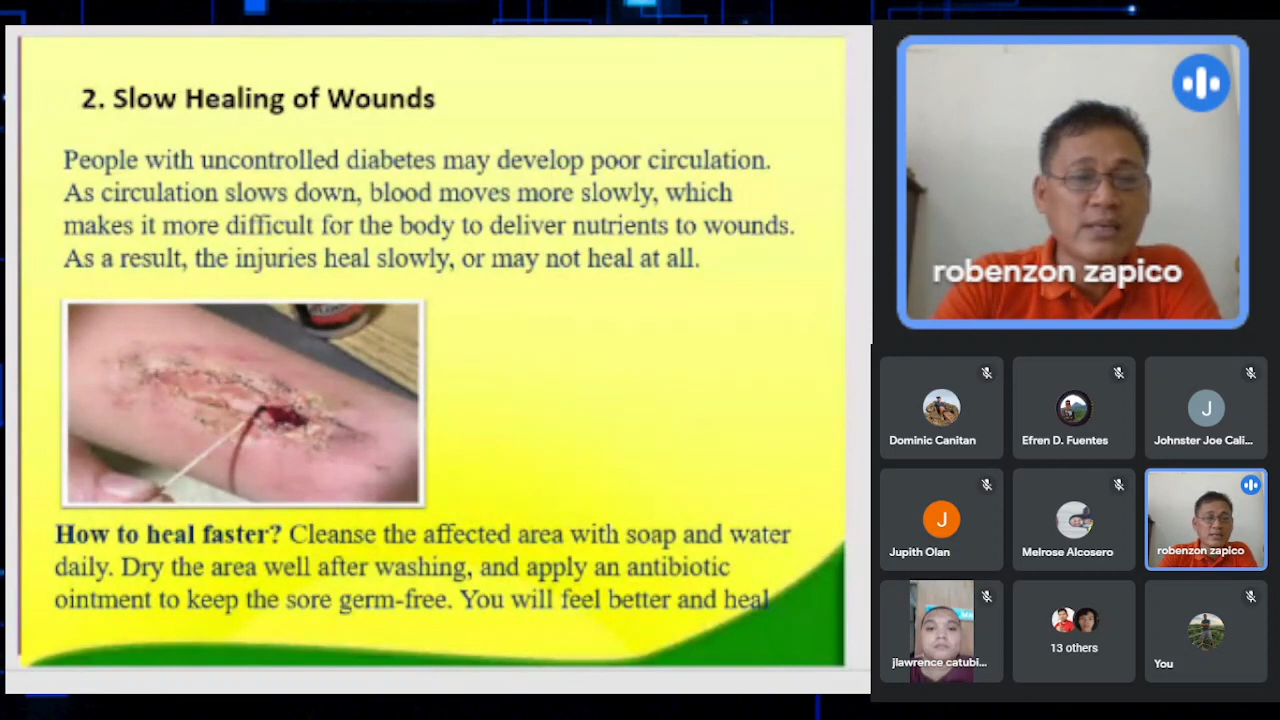 2. Slow Healing of Wounds
People with uncontrolled diabetes may develop poor circulation.
As circulation slows down, blood moves more slowly, which
makes it more difficult for the body to deliver nutrients to wounds.
As a result, the injuries heal slowly, or may not heal at all.
How to heal faster? Cleanse the affected area with soap and water
daily. Dry the area well after washing, and apply an antibiotic
ointment to keep the sore germ-free. You will feel better and heal
robenzon zapico
Dominic Canitan
Efren D. Fuentes
J
Johnster Joe Cali...
J
Jupith Olan
Melrose Alcosero
robenzon zapico
jlawrence catubi...
13 others
You